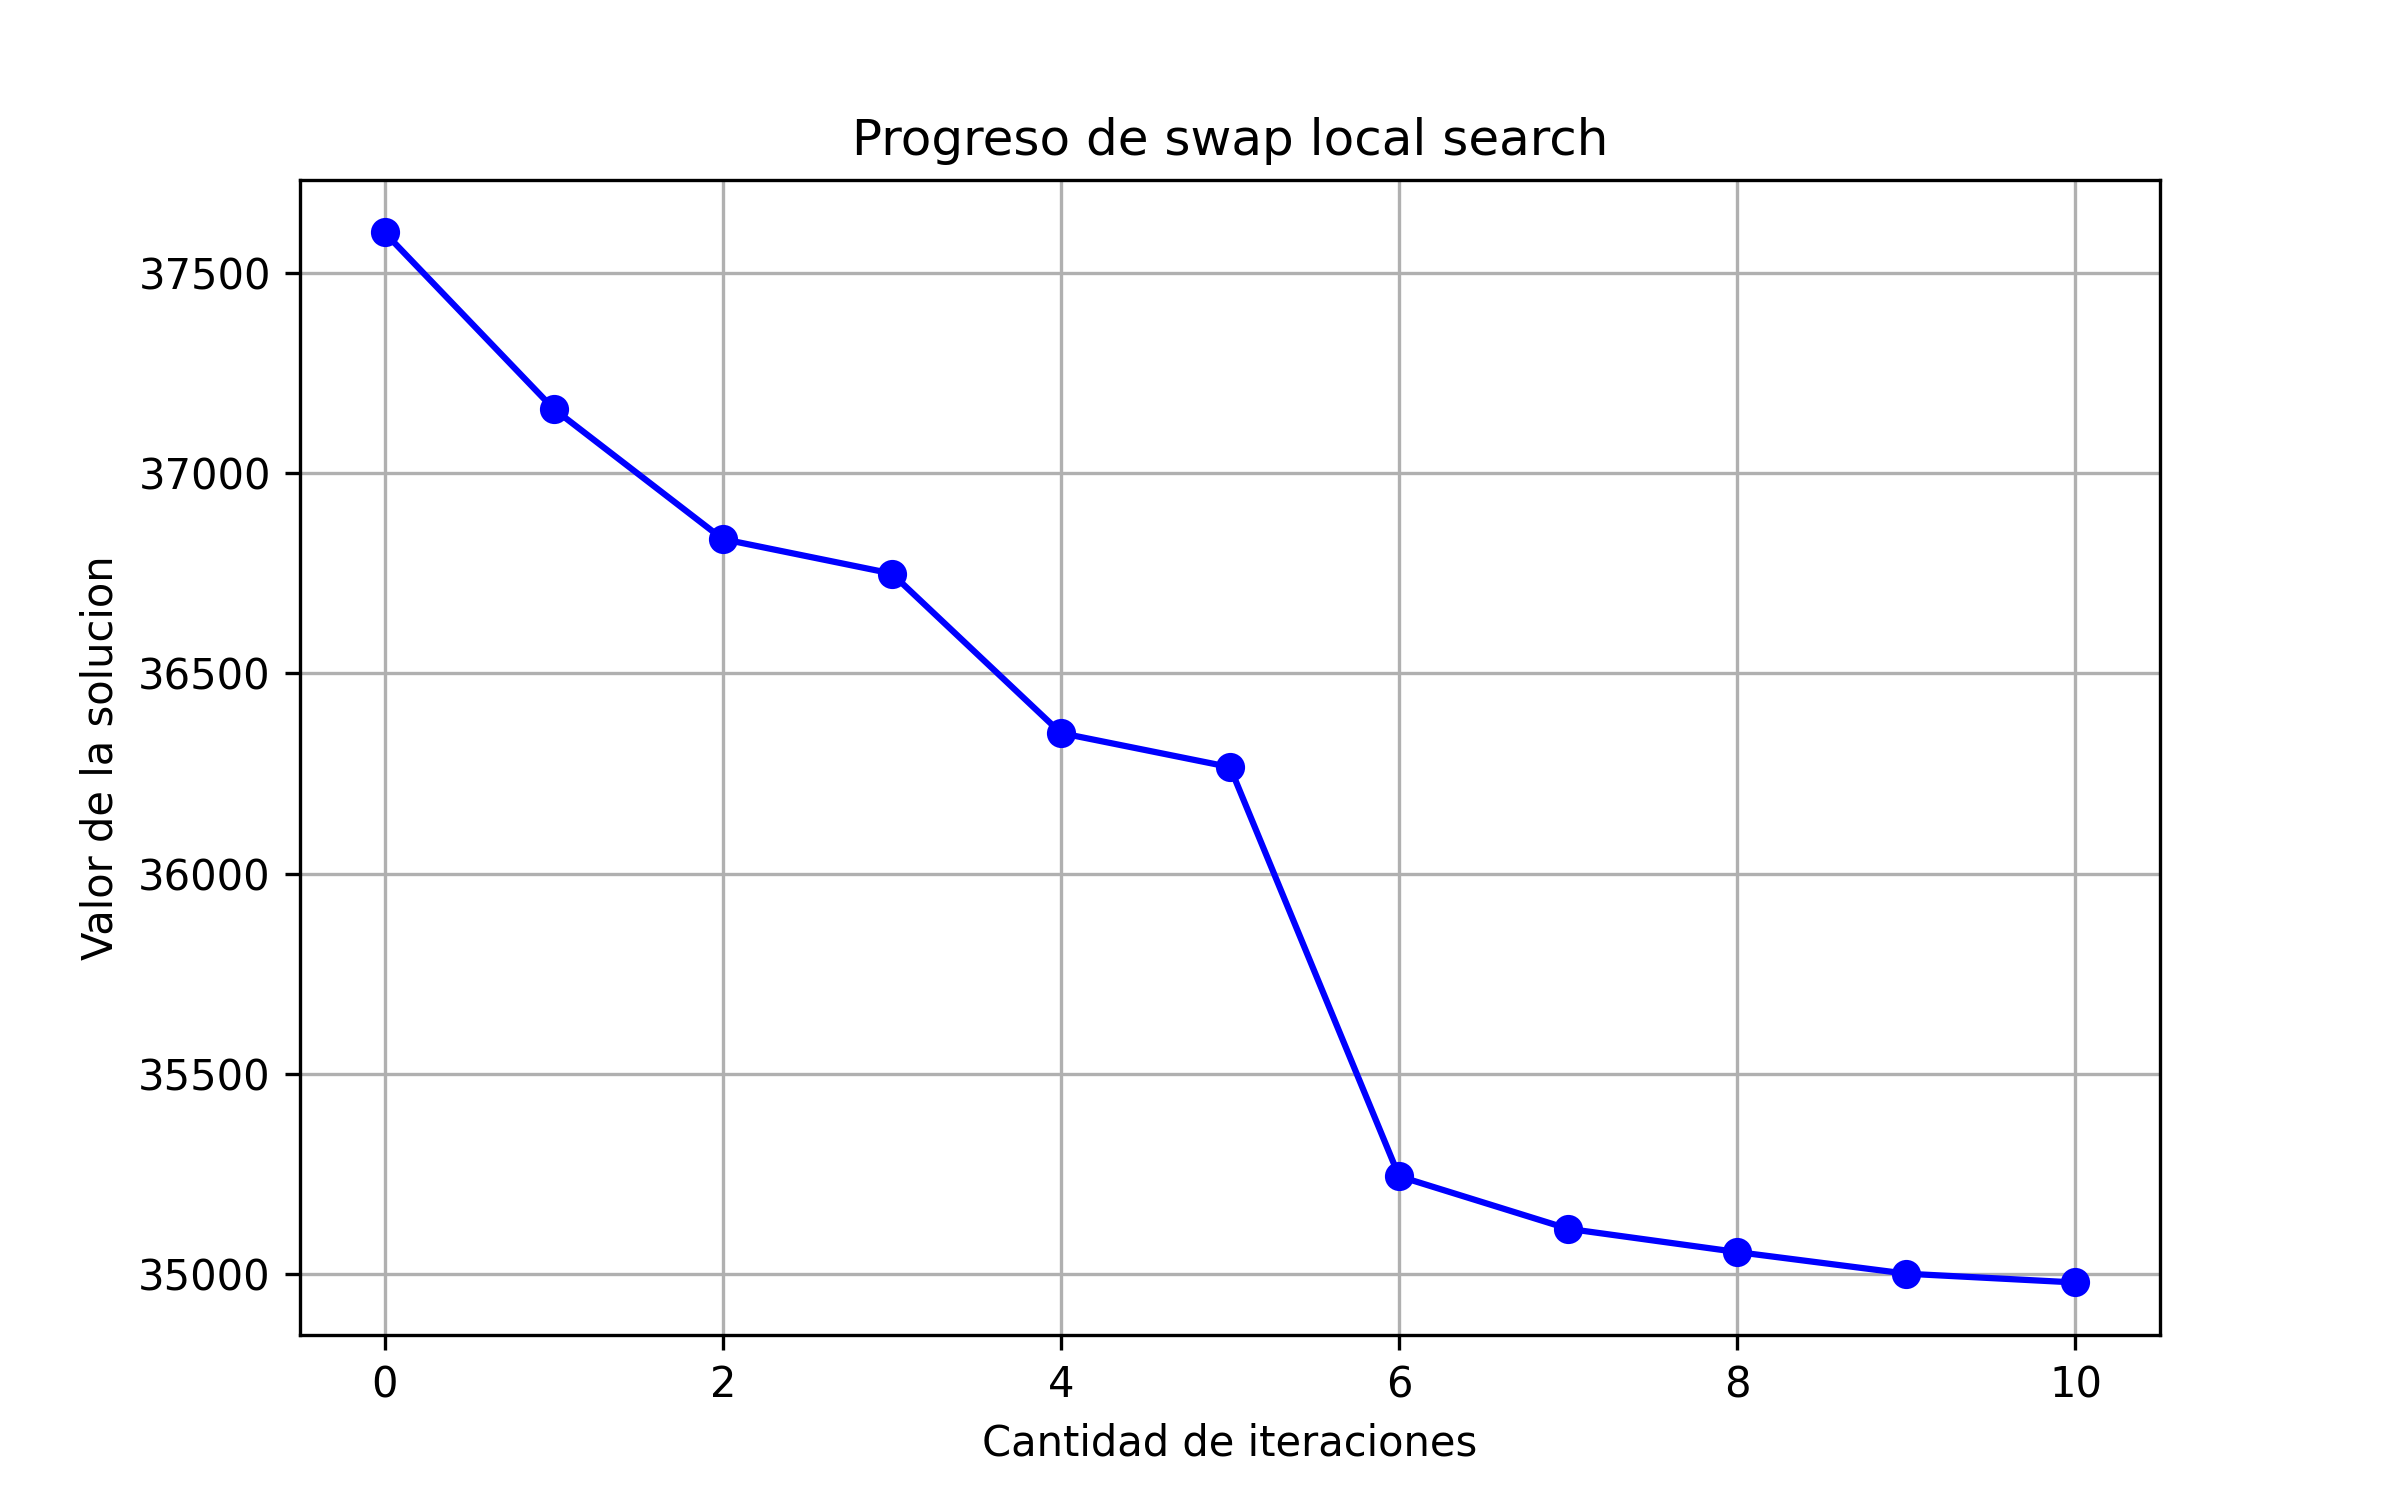 Progreso de swap local search
Valor de la solucion
37500
37000
36500
36000
35500
35000
0 2 4 6 8 10
Cantidad de iteraciones